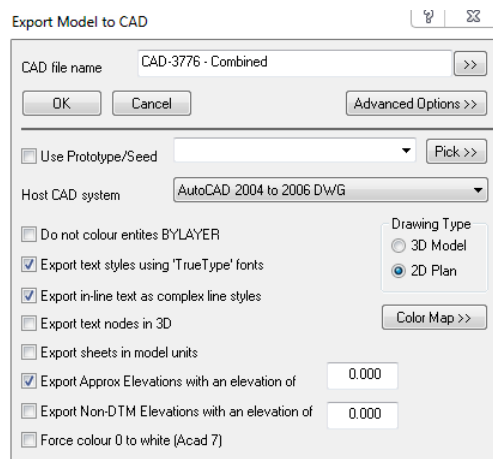 Export Model to CAD
CAD file name CAD-3776 - Combined >>
OK Cancel Advanced Options >>
Use Prototype/Seed Pick >>
Host CAD system AutoCAD 2004 to 2006 DWG
Do not colour entites BYLAYER
Drawing Type
3D Model
Export text styles using 'TrueType' fonts
2D Plan
Export in-line text as complex line styles
Export text nodes in 3D
Color Map >>
Export sheets in model units
Export Approx Elevations with an elevation of 0.000
Export Non-DTM Elevations with an elevation of 0.000
Force colour 0 to white (Acad 7)